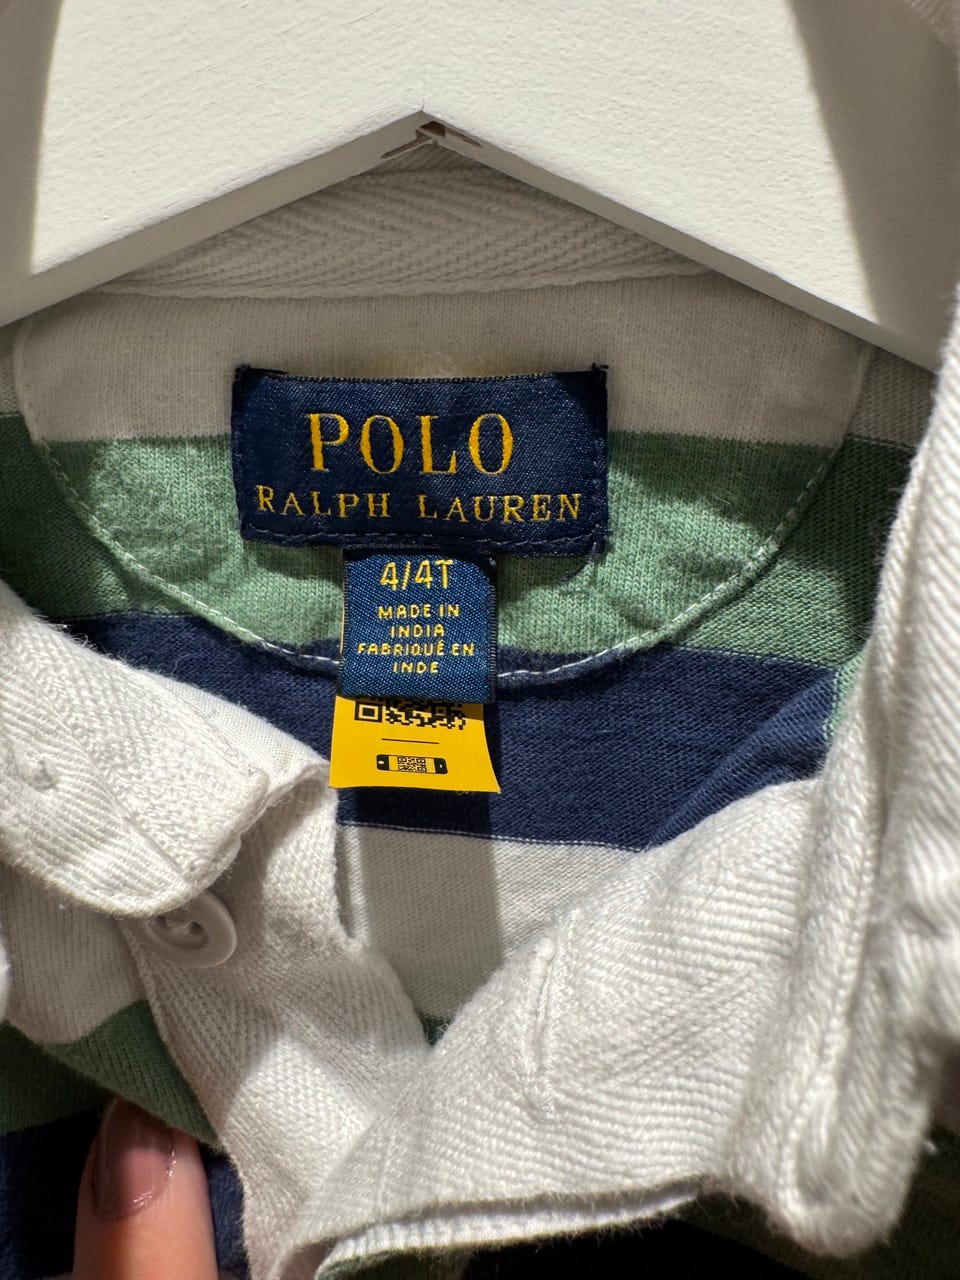 POLO
RALPH LAUREN
4/4T
MADE IN
INDIA
FABRIQUÉ EN
INDE